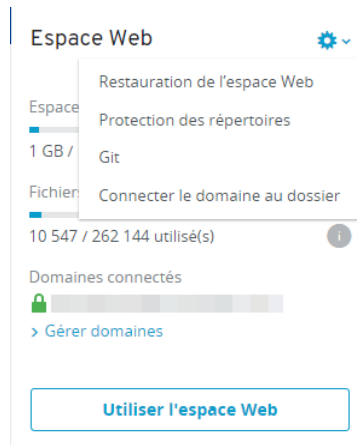 Espace Web
Restauration de l'espace Web
Espace
Protection des répertoires
1 GB /
Git
Fichier
Connecter le domaine au dossier
10 547 / 262 144 utilisé(s)
i
Domaines connectés
> Gérer domaines
Utiliser l'espace Web